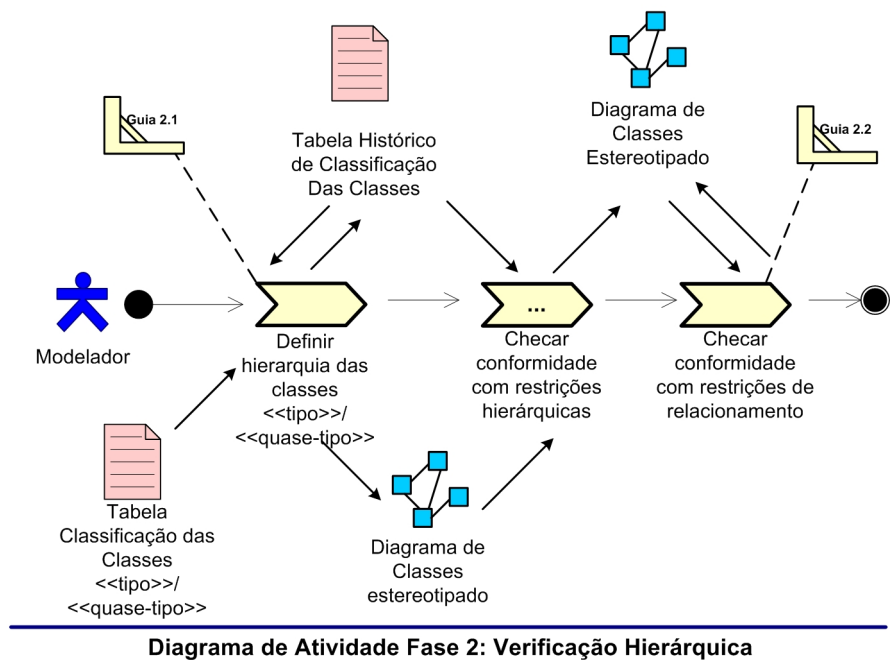 Guia 2.1
Tabela Histórico
de Classificação
Das Classes
Diagrama de
Classes
Estereotipado
Guia 2.2
Modelador
Definir
hierarquia das
classes
<<tipo>>/
<<quase-tipo>>
...
Checar
conformidade
com restrições
hierárquicas
Checar
conformidade
com restrições de
relacionamento
Tabela
Classificação das
Classes
<<tipo>>/
<<quase-tipo>>
Diagrama de
Classes
estereotipado
Diagrama de Atividade Fase 2: Verificação Hierárquica